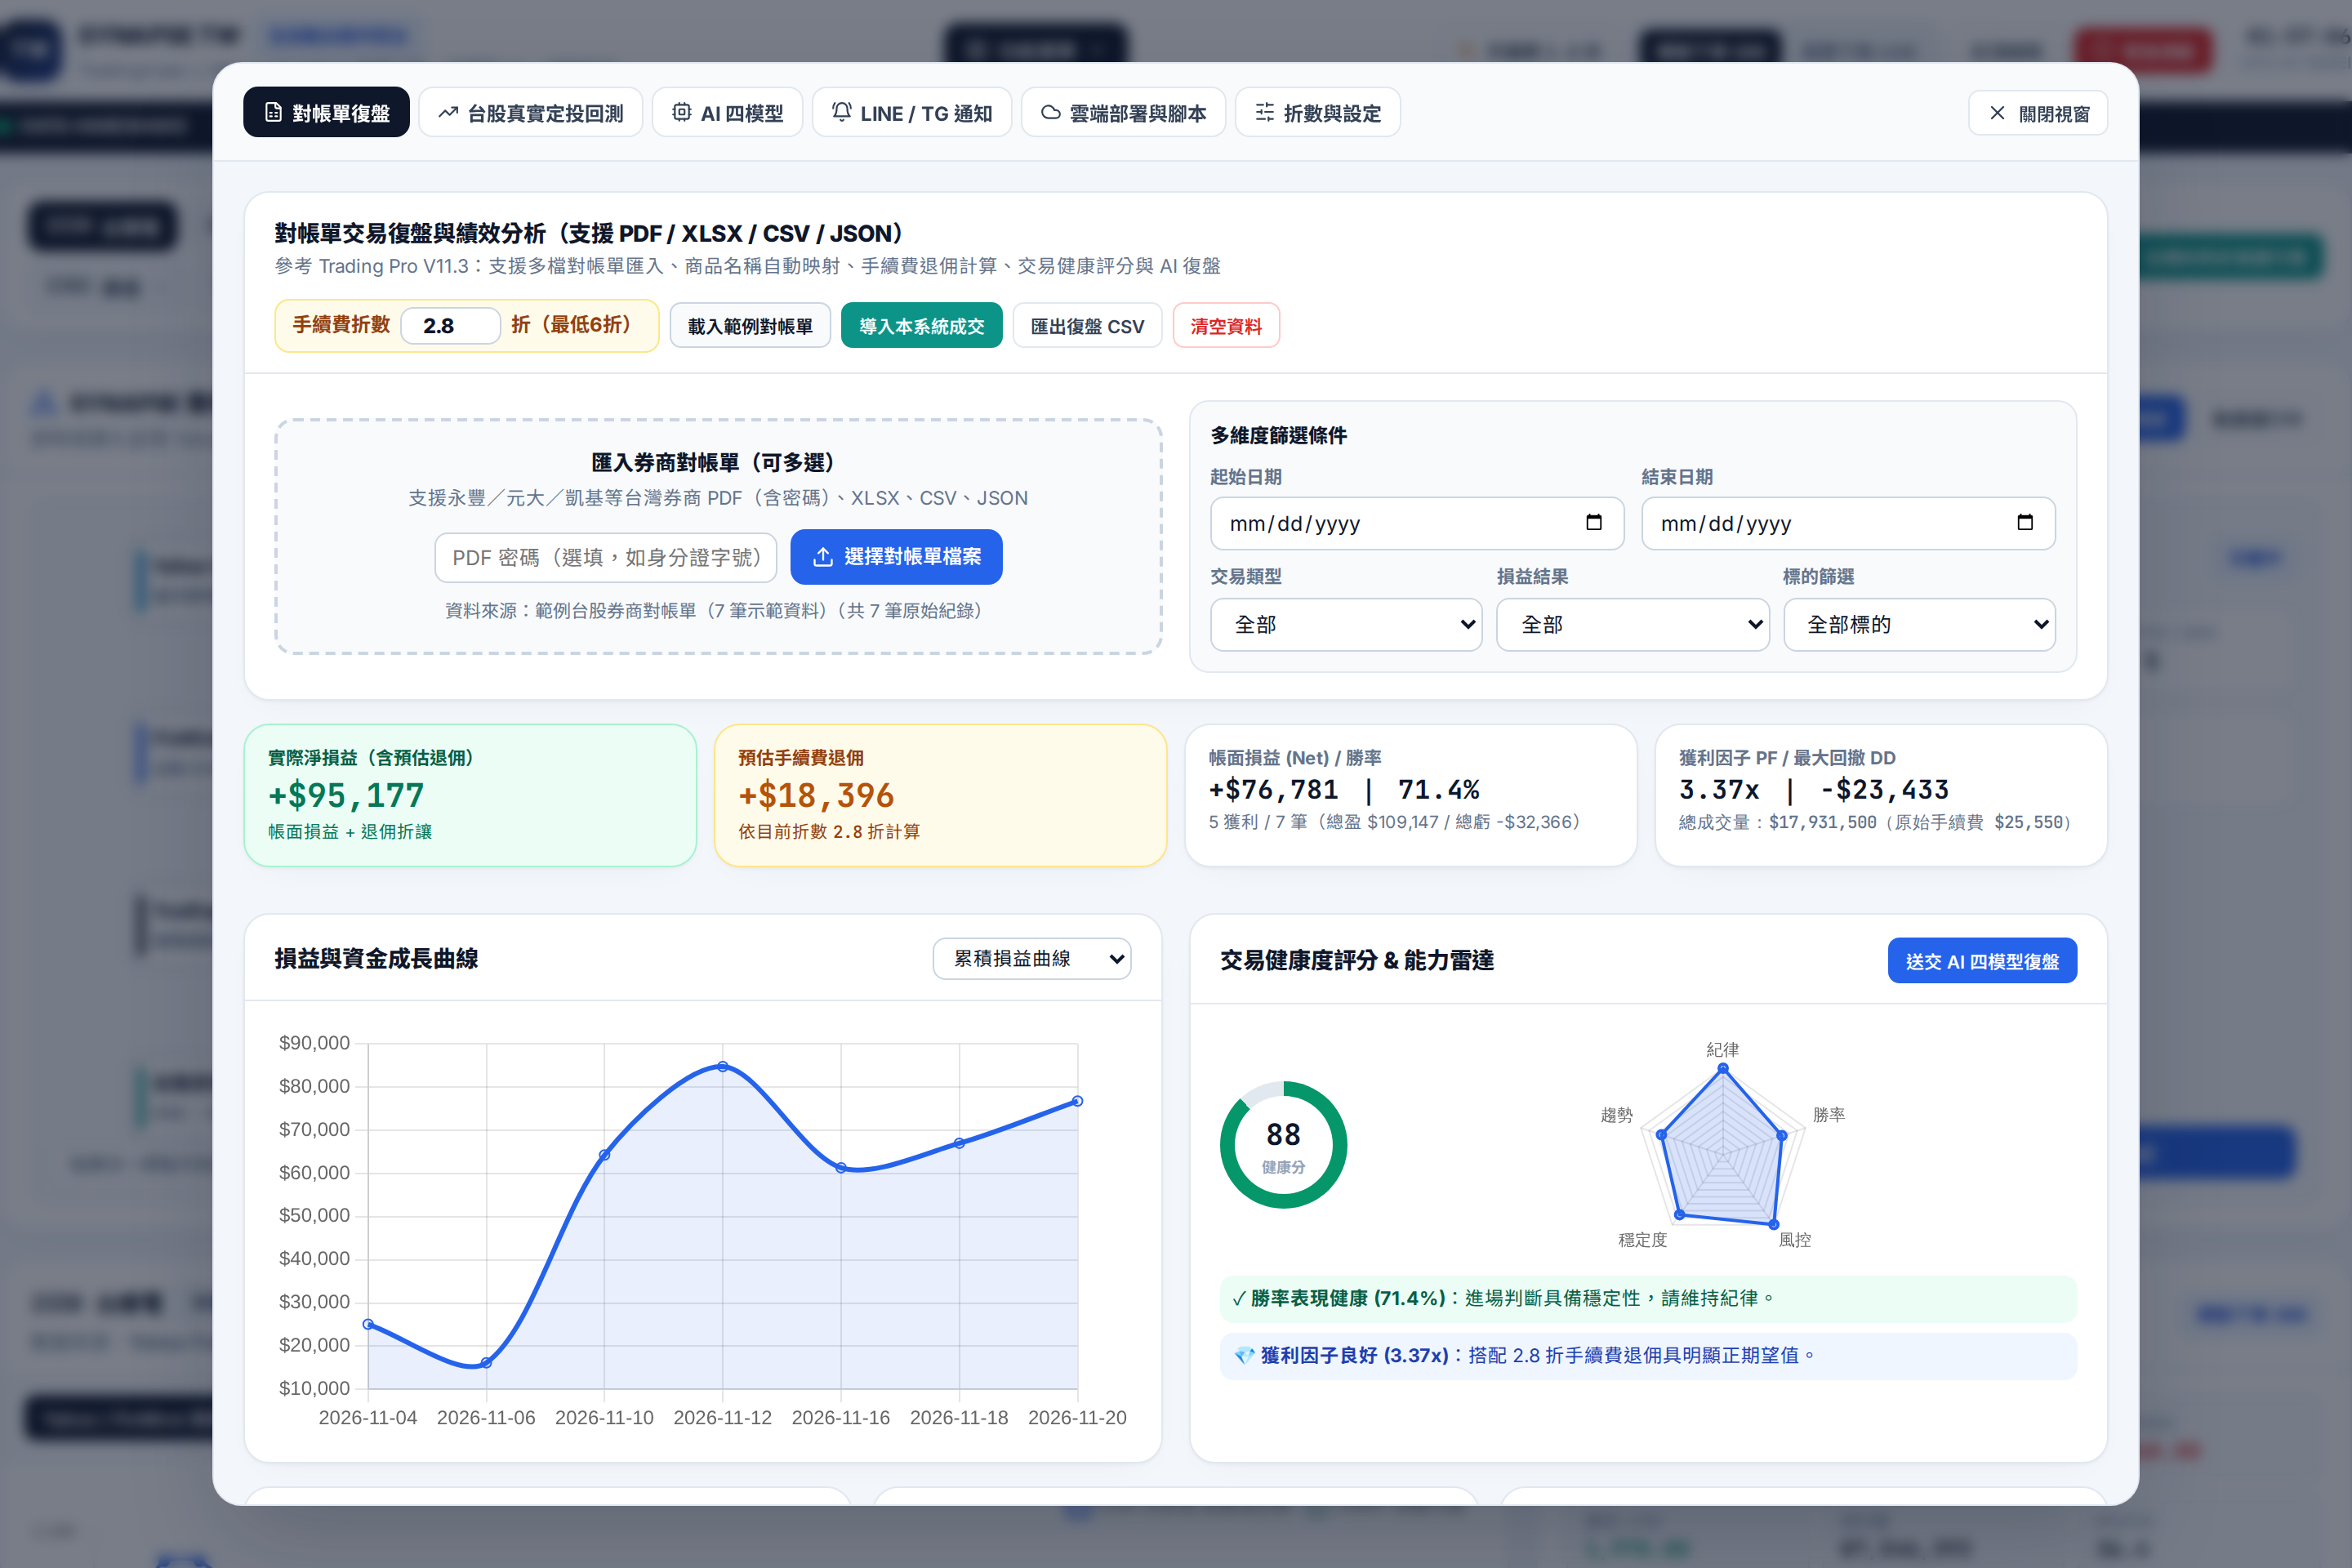 對帳單復盤
台股真實定投回測
AI 四模型
LINE / TG 通知
雲端部署與腳本
折數與設定
關閉視窗
對帳單交易復盤與績效分析（支援 PDF / XLSX / CSV / JSON）
參考 Trading Pro V11.3：支援多檔對帳單匯入、商品名稱自動映射、手續費退佣計算、交易健康評分與 AI 復盤
手續費折數 2.8 折（最低6折）
載入範例對帳單
導入本系統成交
匯出復盤 CSV
清空資料
匯入券商對帳單（可多選）
支援永豐／元大／凱基等台灣券商 PDF（含密碼）、XLSX、CSV、JSON
PDF 密碼（選填，如身分證字號）
選擇對帳單檔案
資料來源：範例台股券商對帳單（7 筆示範資料）（共 7 筆原始紀錄）
多維度篩選條件
起始日期
結束日期
mm/dd/yyyy
mm/dd/yyyy
交易類型
損益結果
標的篩選
全部
全部
全部標的
實際淨損益（含預估退佣）
+$95,177
帳面損益 + 退佣折讓
預估手續費退佣
+$18,396
依目前折數 2.8 折計算
帳面損益 (Net) / 勝率
+$76,781 | 71.4%
5 獲利 / 7 筆（總盈 $109,147 / 總虧 -$32,366）
獲利因子 PF / 最大回撤 DD
3.37x | -$23,433
總成交量：$17,931,500（原始手續費 $25,550）
損益與資金成長曲線
累積損益曲線
$90,000
$80,000
$70,000
$60,000
$50,000
$40,000
$30,000
$20,000
$10,000
2026-11-04
2026-11-06
2026-11-10
2026-11-12
2026-11-16
2026-11-18
2026-11-20
交易健康度評分 & 能力雷達
送交 AI 四模型復盤
88
健康分
紀律
勝率
風控
穩定度
趨勢
✓ 勝率表現健康 (71.4%)：進場判斷具備穩定性，請維持紀律。
💎 獲利因子良好 (3.37x)：搭配 2.8 折手續費退佣具明顯正期望值。